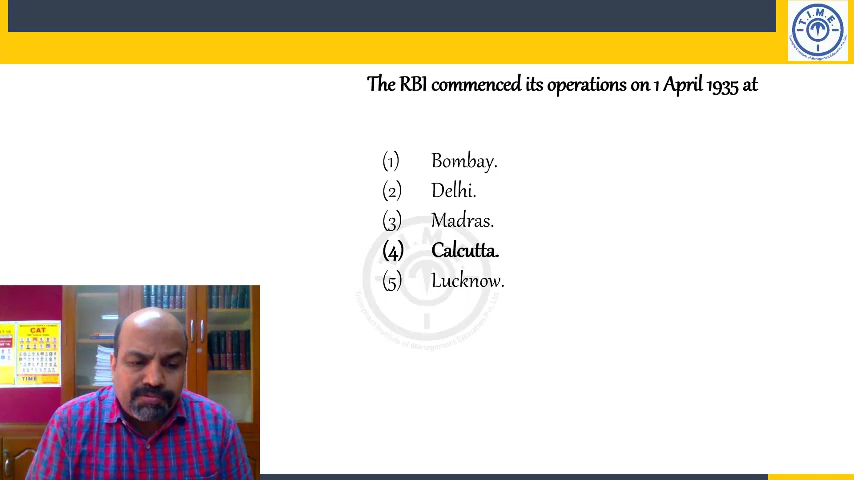 T.I.M.E.
The RBI commenced its operations on 1 April 1935 at
(1) Bombay.
(2) Delhi.
(3) Madras.
(4) Calcutta.
(5) Lucknow.
CAT
TIME